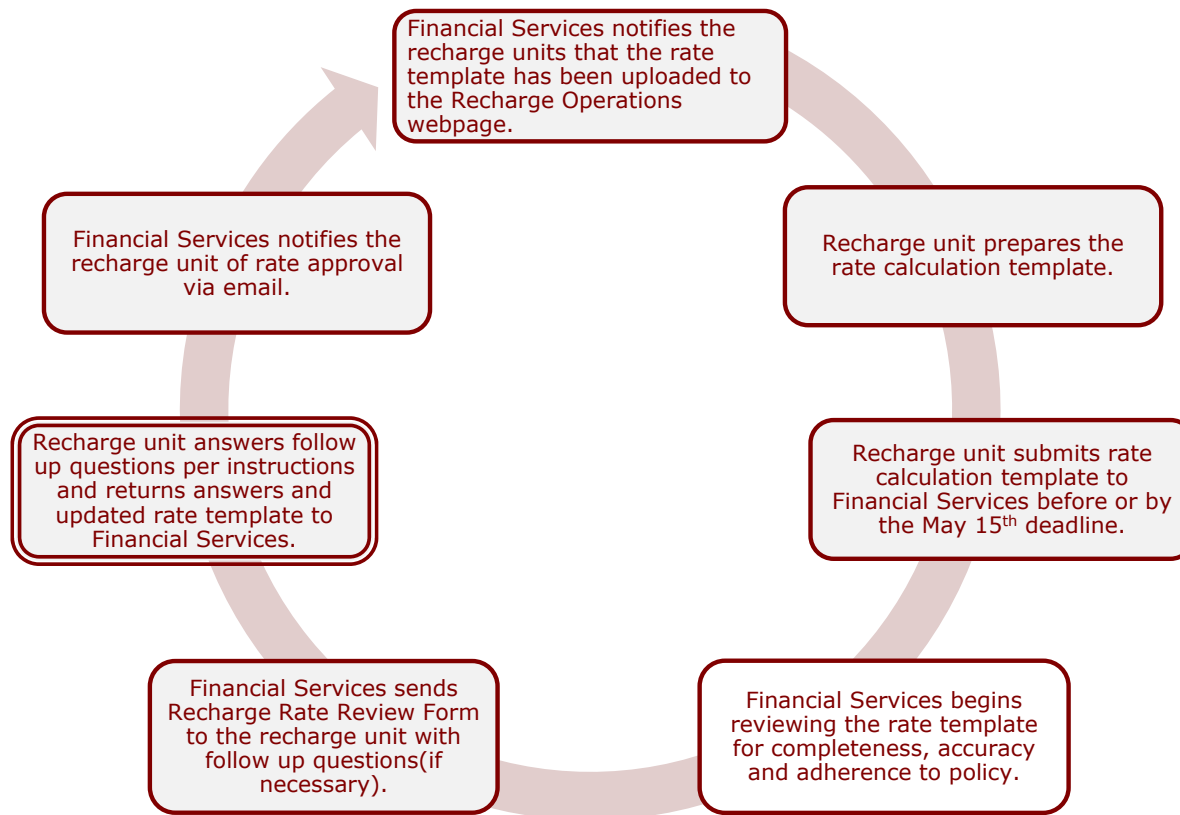 Financial Services notifies the
recharge units that the rate
template has been uploaded to
the Recharge Operations
webpage.
Recharge unit prepares the
rate calculation template.
Recharge unit submits rate
calculation template to
Financial Services before or by
the May 15th deadline.
Financial Services begins
reviewing the rate template
for completeness, accuracy
and adherence to policy.
Financial Services sends
Recharge Rate Review Form
to the recharge unit with
follow up questions(if
necessary).
Recharge unit answers follow
up questions per instructions
and returns answers and
updated rate template to
Financial Services.
Financial Services notifies the
recharge unit of rate approval
via email.